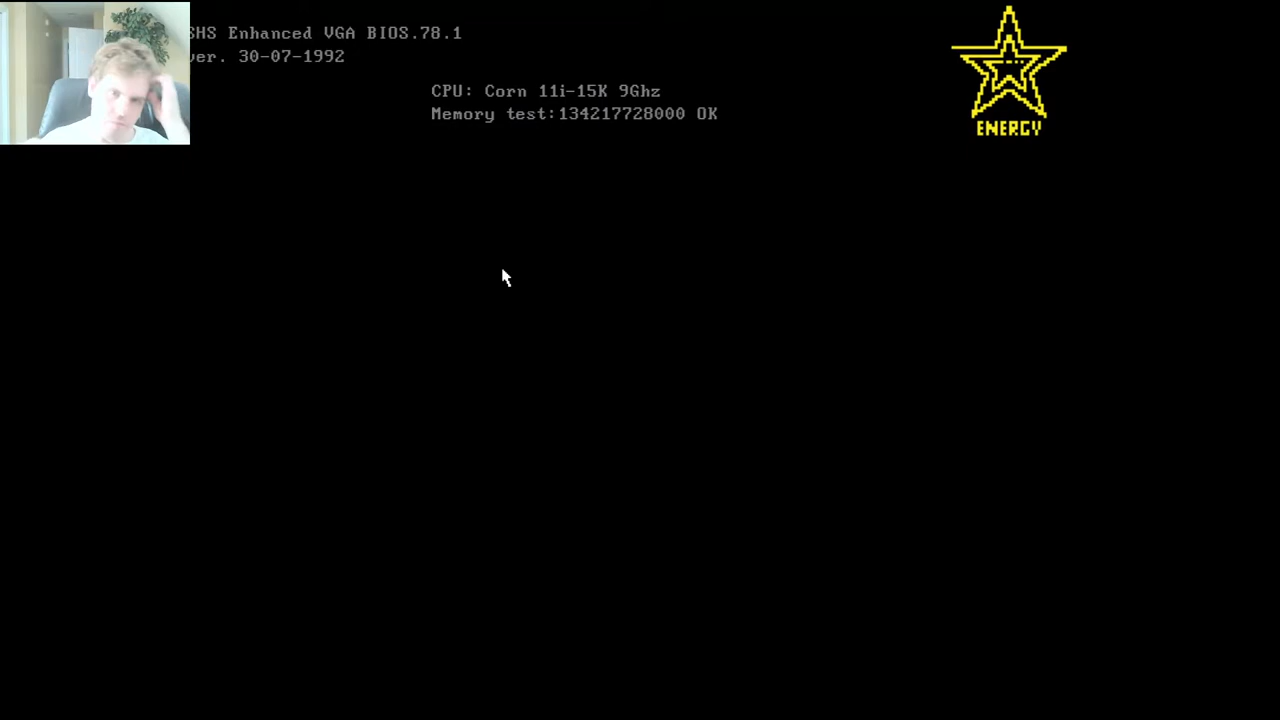 SHS Enhanced VGA BIOS.78.1
ver. 30-07-1992
CPU: Corn 11i-15K 9Ghz
Memory test:134217728000 OK
ENERGY